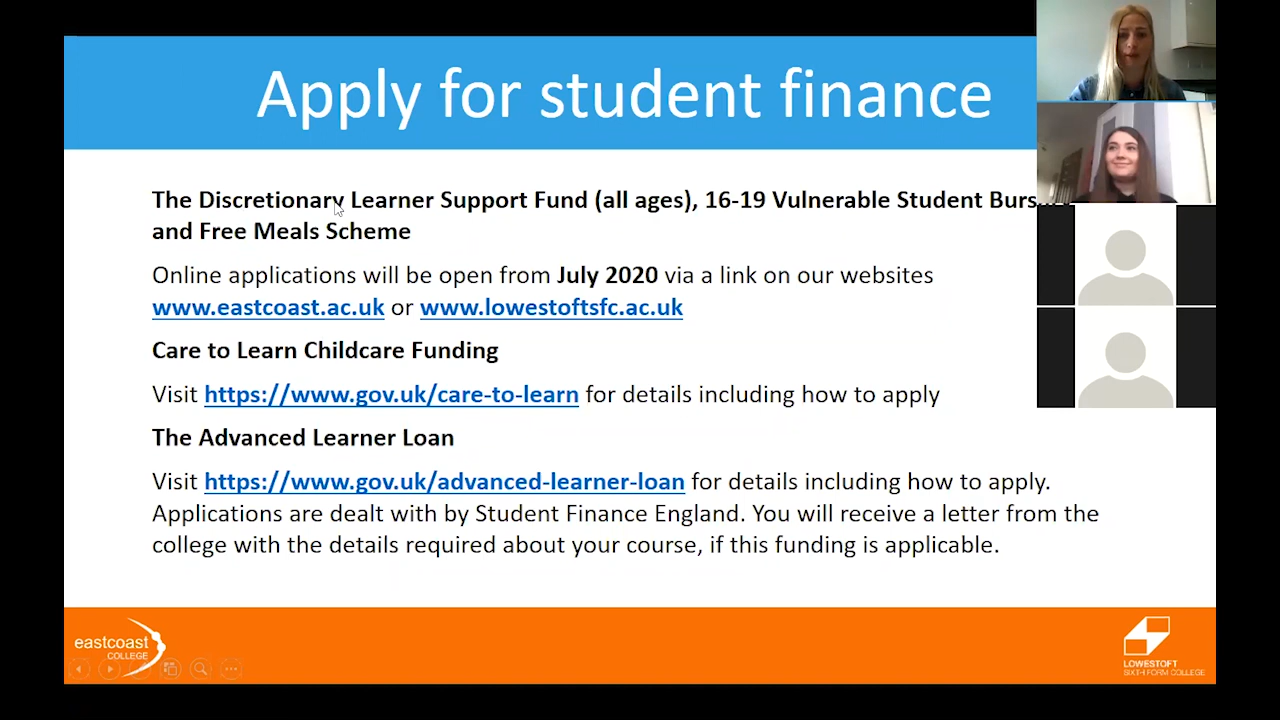 Apply for student finance
The Discretionary Learner Support Fund (all ages), 16-19 Vulnerable Student
and Free Meals Scheme
Online applications will be open from July 2020 via a link on our websites
www.eastcoast.ac.uk or www.lowestoftsfc.ac.uk
Care to Learn Childcare Funding
Visit https://www.gov.uk/care-to-learn for details including how to apply
The Advanced Learner Loan
Visit https://www.gov.uk/advanced-learner-loan for details including how to apply.
Applications are dealt with by Student Finance England. You will receive a letter from the
college with the details required about your course, if this funding is applicable.
eastcoast
COLLEGE
LOWESTOFT
SIXTH FORM COLLEGE